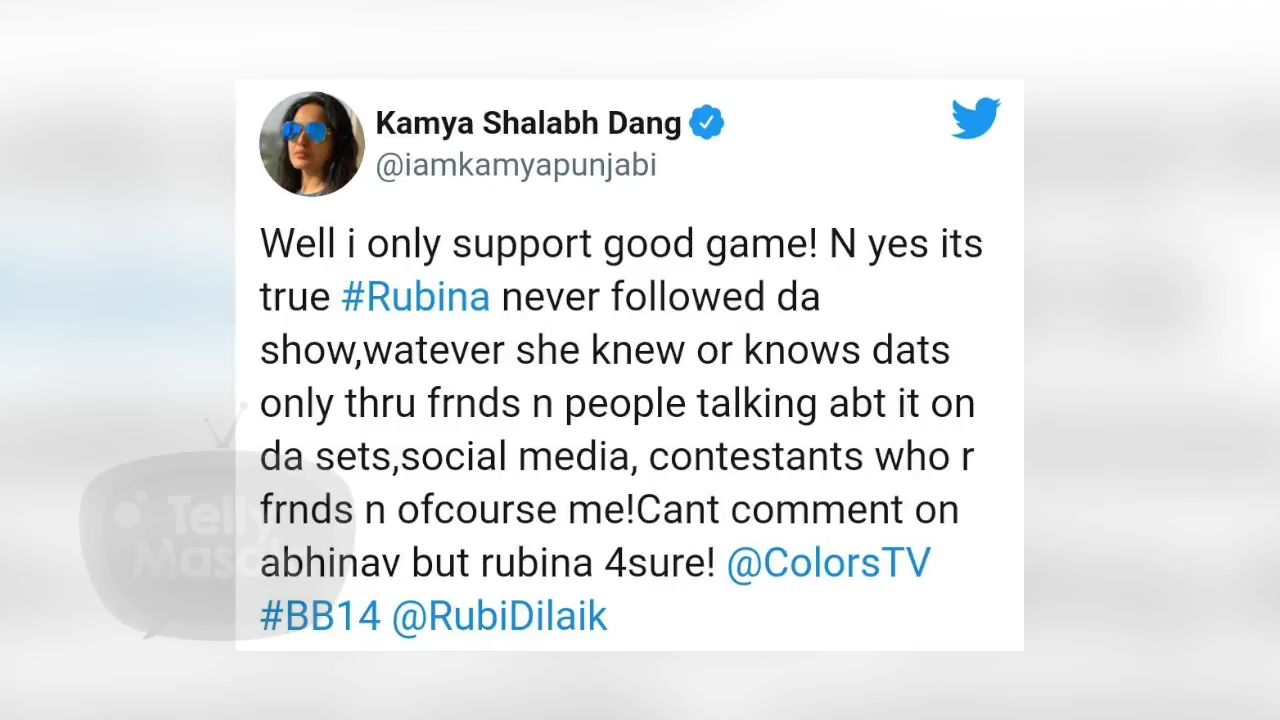 Kamya Shalabh Dang
@iamkamyapunjabi
Well i only support good game! N yes its
true #Rubina never followed da
show,watever she knew or knows dats
only thru frnds n people talking abt it on
da sets,social media, contestants who r
frnds n ofcourse me!Cant comment on
abhinav but rubina 4sure! @ColorsTV
#BB14 @RubiDilaik
Telly